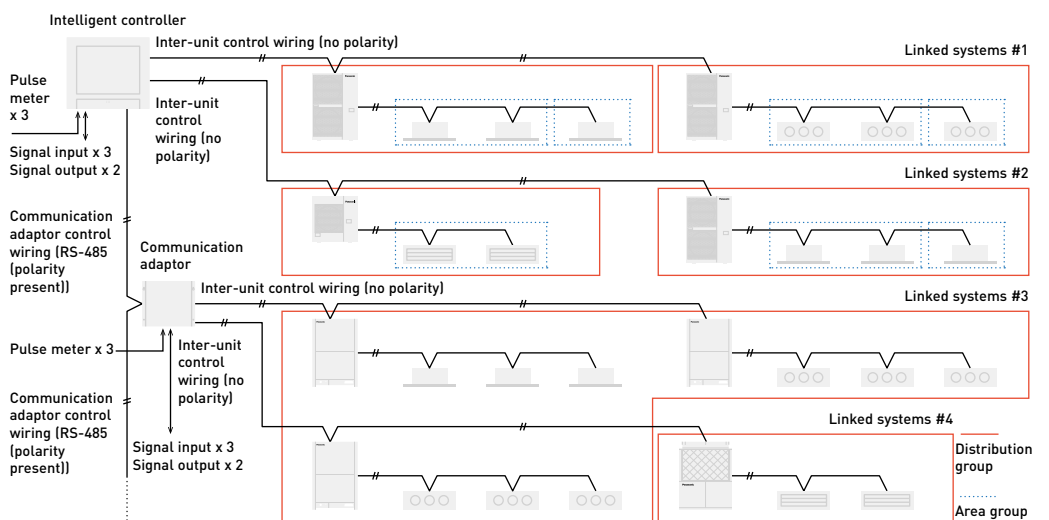 Intelligent controller
Inter-unit control wiring (no polarity)
Linked systems #1
Pulse
meter
x 3
Inter-unit
control
wiring (no
polarity)
Signal input x 3
Signal output x 2
Linked systems #2
Communication
adaptor control
wiring (RS-485
(polarity
present))
Communication
adaptor
Inter-unit control wiring (no polarity)
Linked systems #3
Pulse meter x 3
Inter-unit
control
wiring (no
polarity)
Communication
adaptor control
wiring (RS-485
(polarity
present))
Signal input x 3
Signal output x 2
Linked systems #4
Distribution
group
Area group